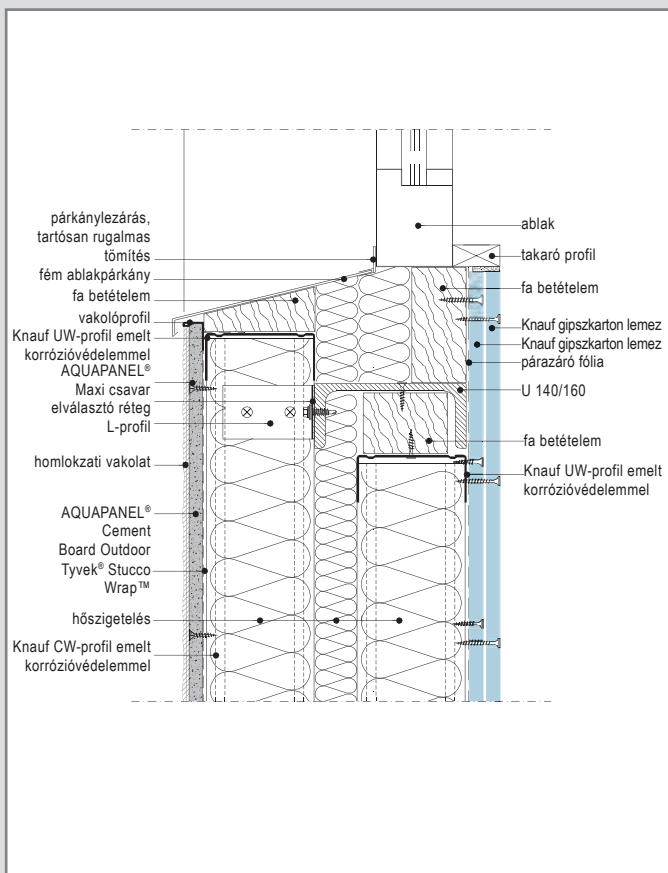 párkánylezárás,
tartósan rugalmas
tömítés
fém ablakpárkány
fa betételem
vakolóprofil
Knauf UW-profil emelt
korrózióvédelemmel
AQUAPANEL®
Maxi csavar
elválasztó réteg
L-profil
homlokzati vakolat
AQUAPANEL®
Cement
Board Outdoor
Tyvek® Stucco
Wrap™
hőszigetelés
Knauf CW-profil emelt
korrózióvédelemmel
ablak
takaró profil
fa betételem
Knauf gipszkarton lemez
Knauf gipszkarton lemez
párazáró fólia
U 140/160
fa betételem
Knauf UW-profil emelt
korrózióvédelemmel